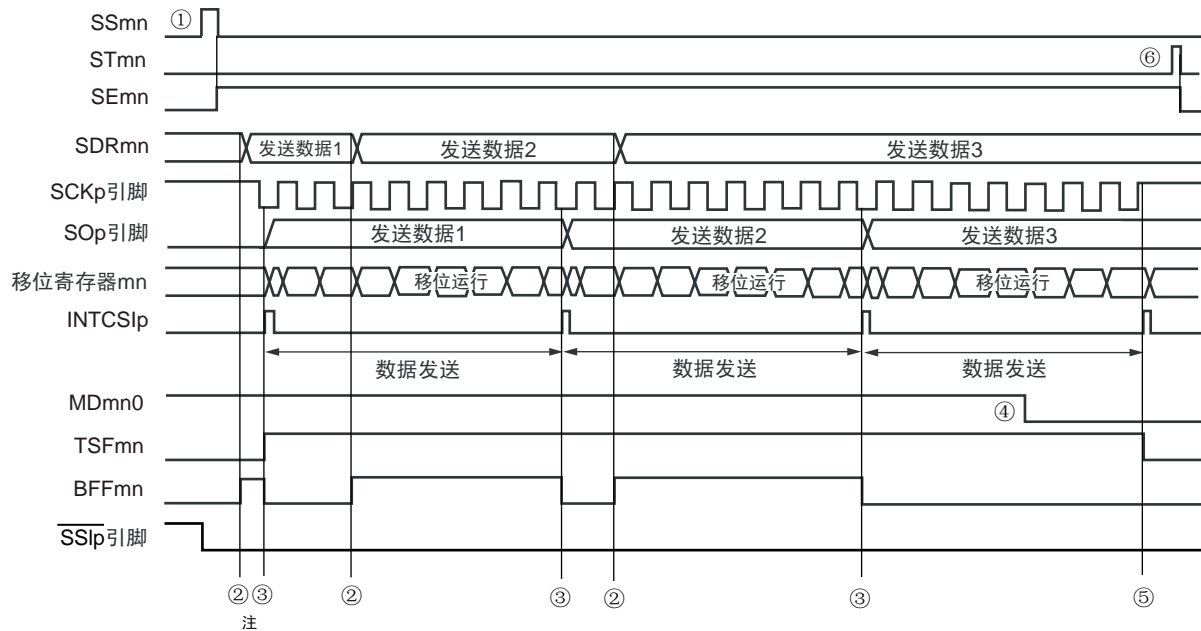 SSmn ①
STmn ⑥
SEmn
SDRmn 发送数据1 发送数据2 发送数据3
SCKp引脚
SOp引脚 发送数据1 发送数据2 发送数据3
移位寄存器mn 移位运行 移位运行 移位运行
INTCSIp
数据发送 数据发送 数据发送
MDmn0 ④
TSFmn
BFFmn
SSIp引脚
②③ ② ③ ② ③ ⑤
注